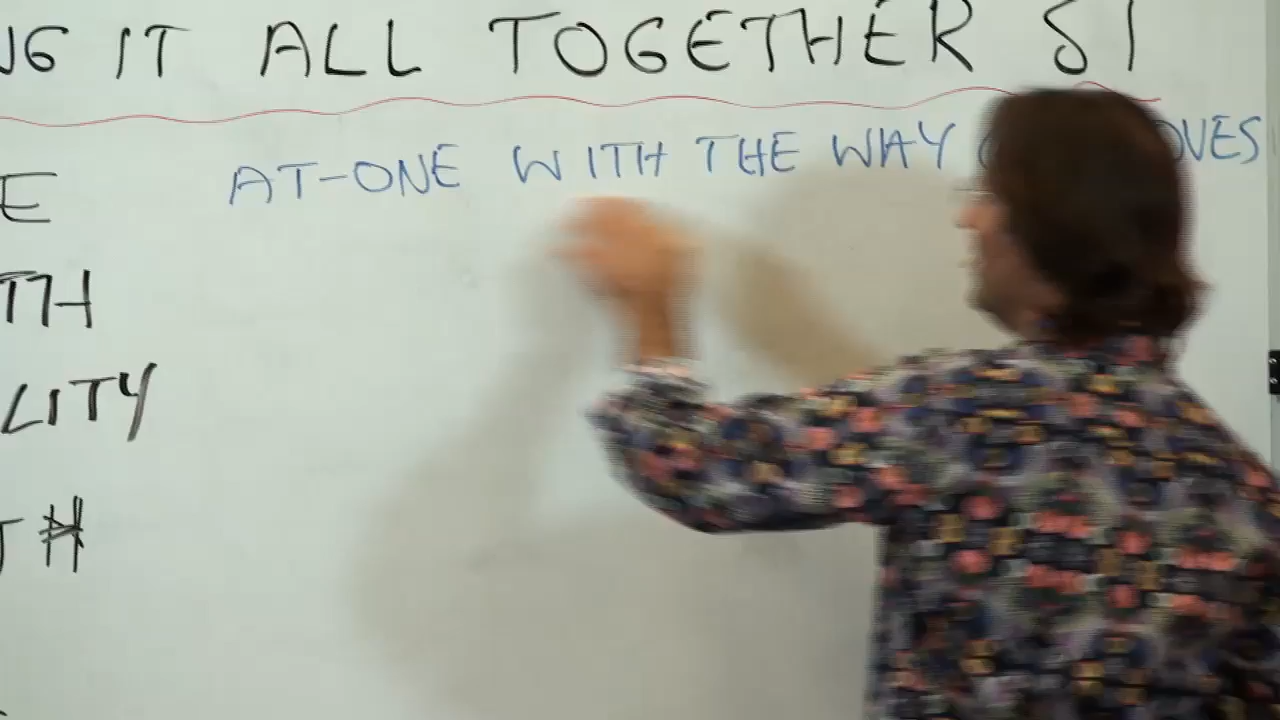 NG IT ALL TOGETHER SI
AT-ONE WITH THE WAY
E
TH
LITY
TH